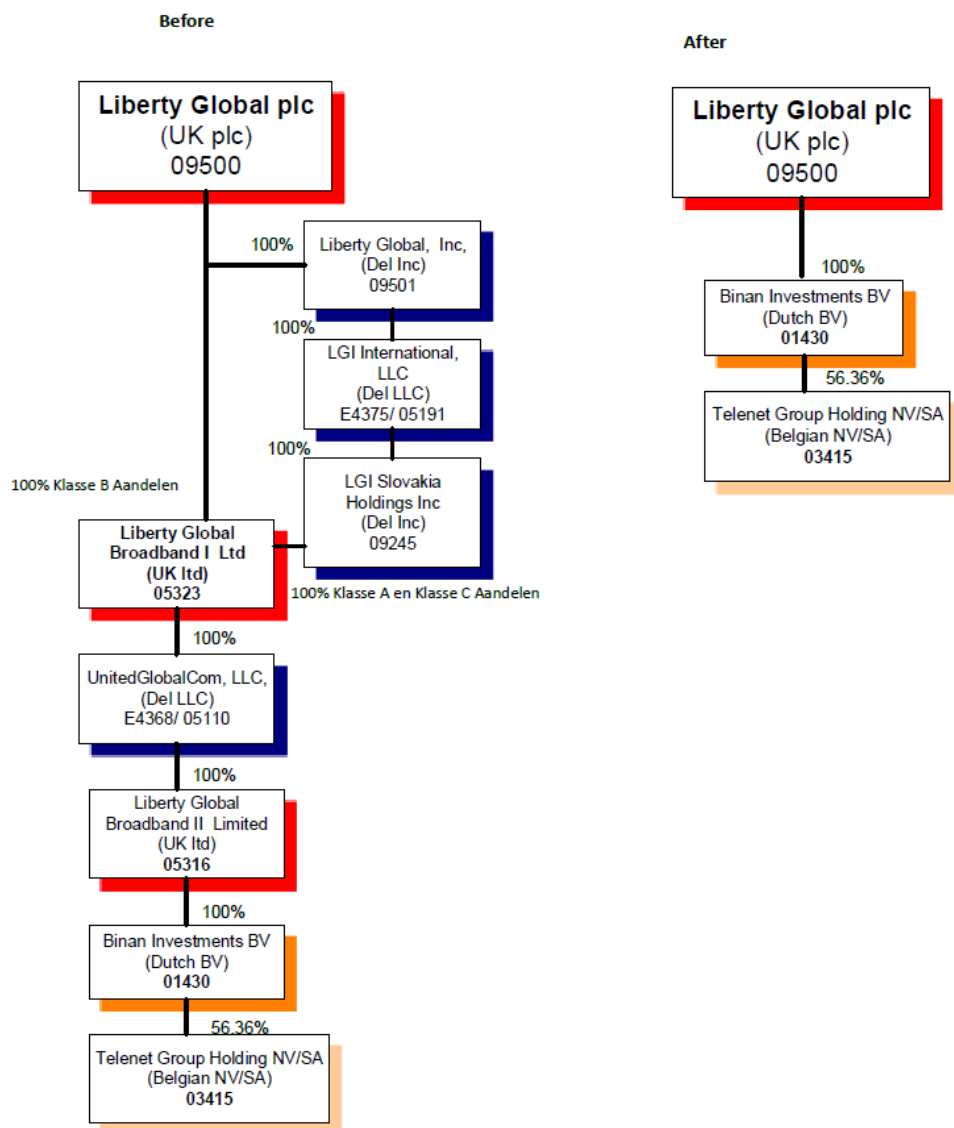 Before
Liberty Global plc
(UK plc)
09500
100%
Liberty Global, Inc,
(Del Inc)
09501
100%
LGI International,
LLC
(Del LLC)
E4375/ 05191
100%
LGI Slovakia
Holdings Inc
(Del Inc)
09245
100% Klasse B Aandelen
Liberty Global
Broadband I Ltd
(UK ltd)
05323
100% Klasse A en Klasse C Aandelen
100%
UnitedGlobalCom, LLC,
(Del LLC)
E4368/ 05110
100%
Liberty Global
Broadband II Limited
(UK ltd)
05316
100%
Binan Investments BV
(Dutch BV)
01430
56.36%
Telenet Group Holding NV/SA
(Belgian NV/SA)
03415
After
Liberty Global plc
(UK plc)
09500
100%
Binan Investments BV
(Dutch BV)
01430
56.36%
Telenet Group Holding NV/SA
(Belgian NV/SA)
03415